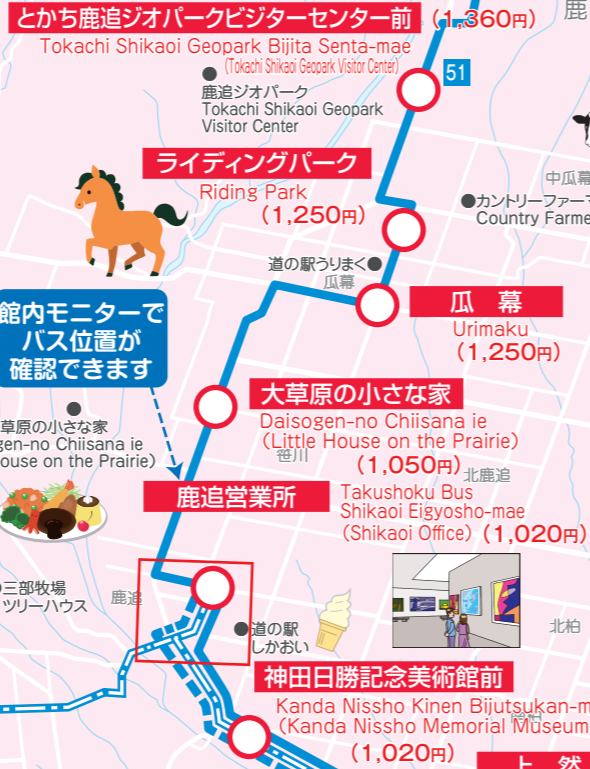 鹿
とかち鹿追ジオパークビジターセンター前 (1,360円)
Tokachi Shikaoi Geopark Bijita Senta-mae
(Tokachi Shikaoi Geopark Visitor Center)
51
鹿追ジオパーク
Tokachi Shikaoi Geopark
Visitor Center
ライディングパーク
Riding Park
(1,250円)
中瓜幕
カントリーファーマ
Country Farme
道の駅うりまく
瓜幕
瓜幕
Urimaku
(1,250円)
館内モニターで
バス位置が
確認できます
大草原の小さな家
Daisogen-no Chiisana ie
(Little House on the Prairie)
(1,050円)
笹川
北鹿追
草原の小さな家
gen-no Chiisana ie
ouse on the Prairie)
鹿追営業所
Takushoku Bus
Shikaoi Eigyosho-mae
(Shikaoi Office) (1,020円)
三部牧場
ツリーハウス
鹿追
道の駅
しかおい
北柏
神田日勝記念美術館前
Kanda Nissho Kinen Bijutsukan-m
(Kanda Nissho Memorial Museum
(1,020円)
上然